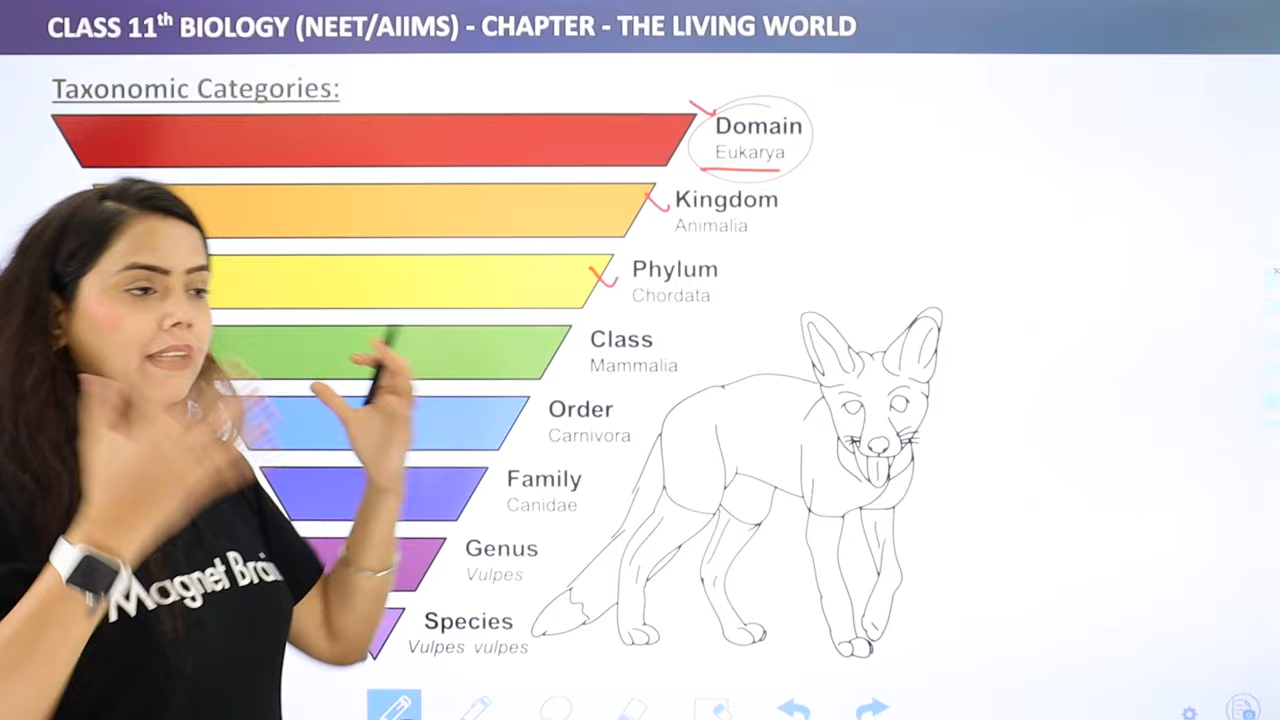 CLASS 11th BIOLOGY (NEET/AIIMS) - CHAPTER - THE LIVING WORLD
Taxonomic Categories:
Domain
Eukarya
Kingdom
Animalia
Phylum
Chordata
Class
Mammalia
Order
Carnivora
Family
Canidae
Genus
Vulpes
Species
Vulpes vulpes
Magnet Brai